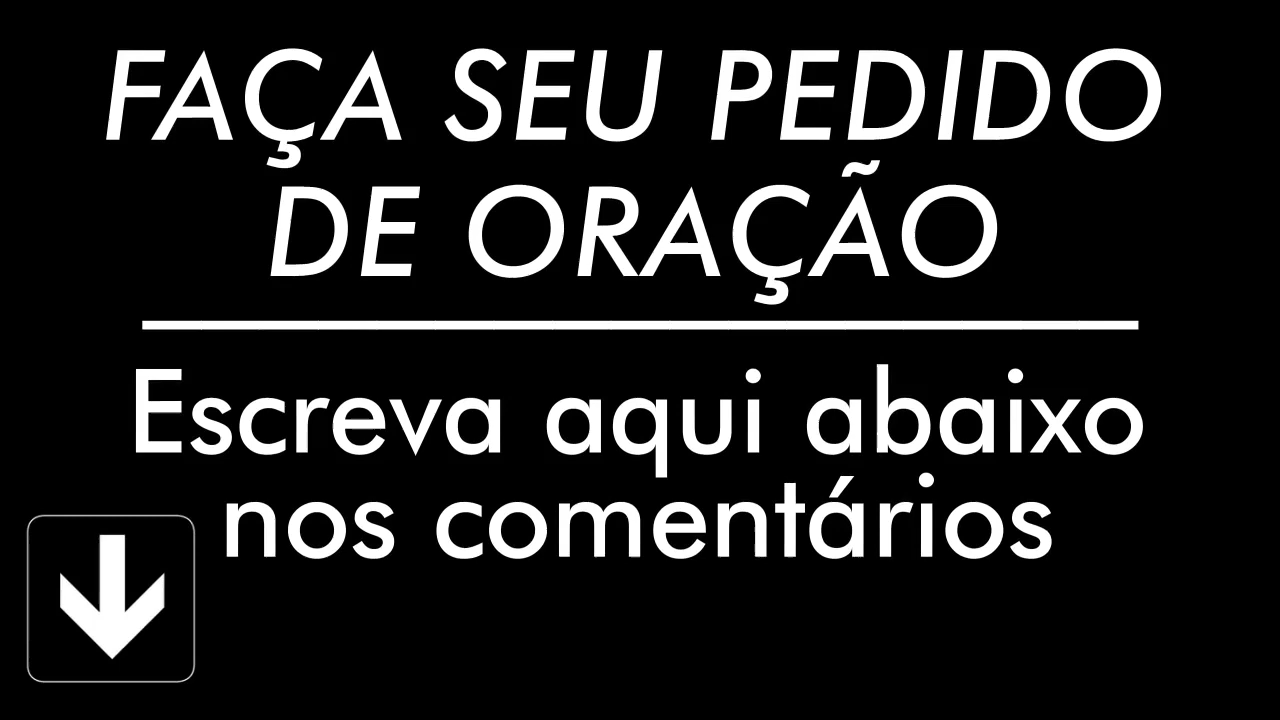 FAÇA SEU PEDIDO
DE ORAÇÃO
Escreva aqui abaixo
nos comentários